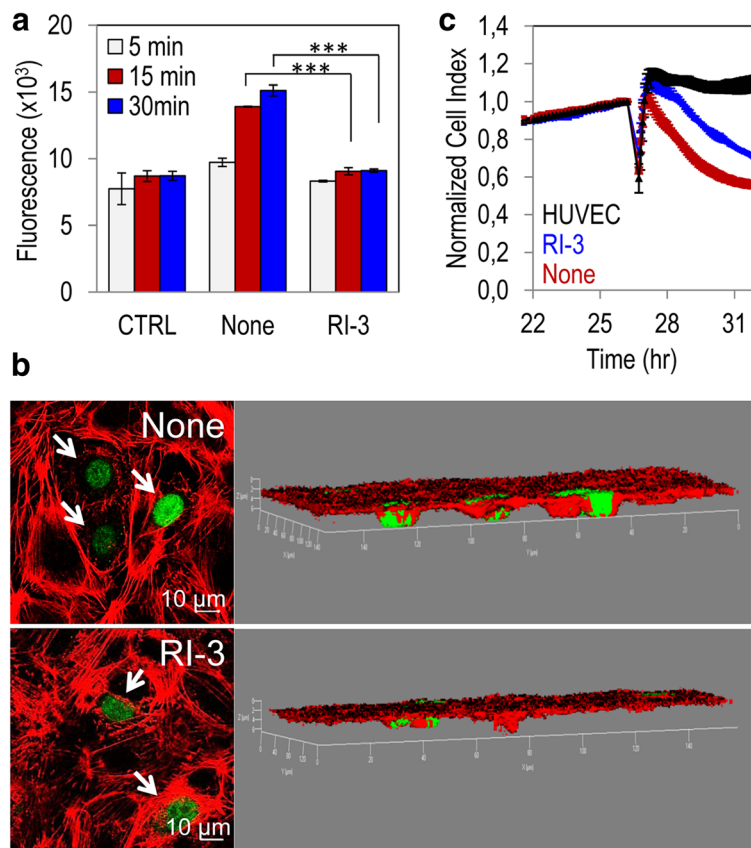 a
20
15
10
5
0
Fluorescence (x10³)
5 min
15 min
30min
***
***
CTRL
None
RI-3
c
1,4
1,2
1,0
0,8
0,6
0,4
0,2
0,0
Normalized Cell Index
HUVEC
RI-3
None
22
25
28
31
Time (hr)
b
None
10 µm
RI-3
10 µm